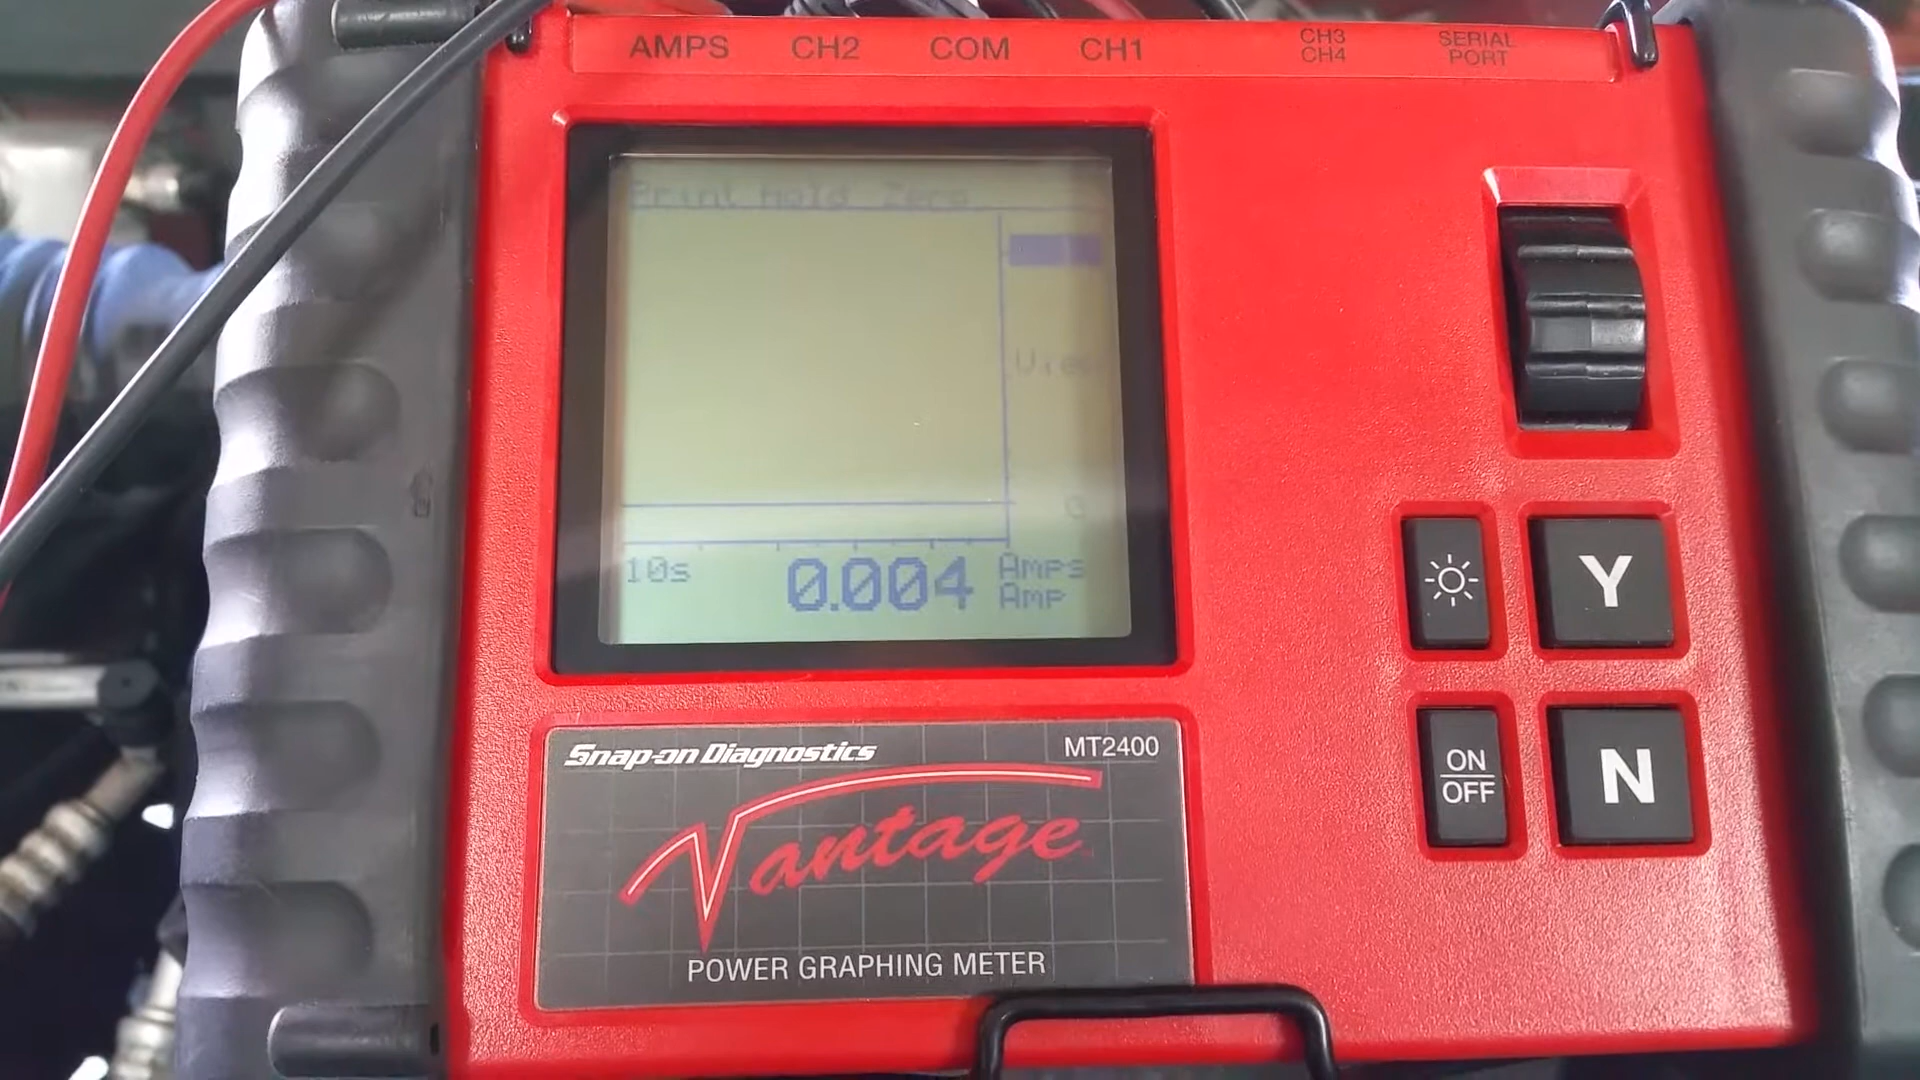 AMPS CH2 COM CH1 CH3 SERIAL
CH4 PORT
Print Hold Zero
0
10s 0.004 Amps
Amp
Y
ON
OFF
N
Snap-on Diagnostics MT2400
Vantage
POWER GRAPHING METER